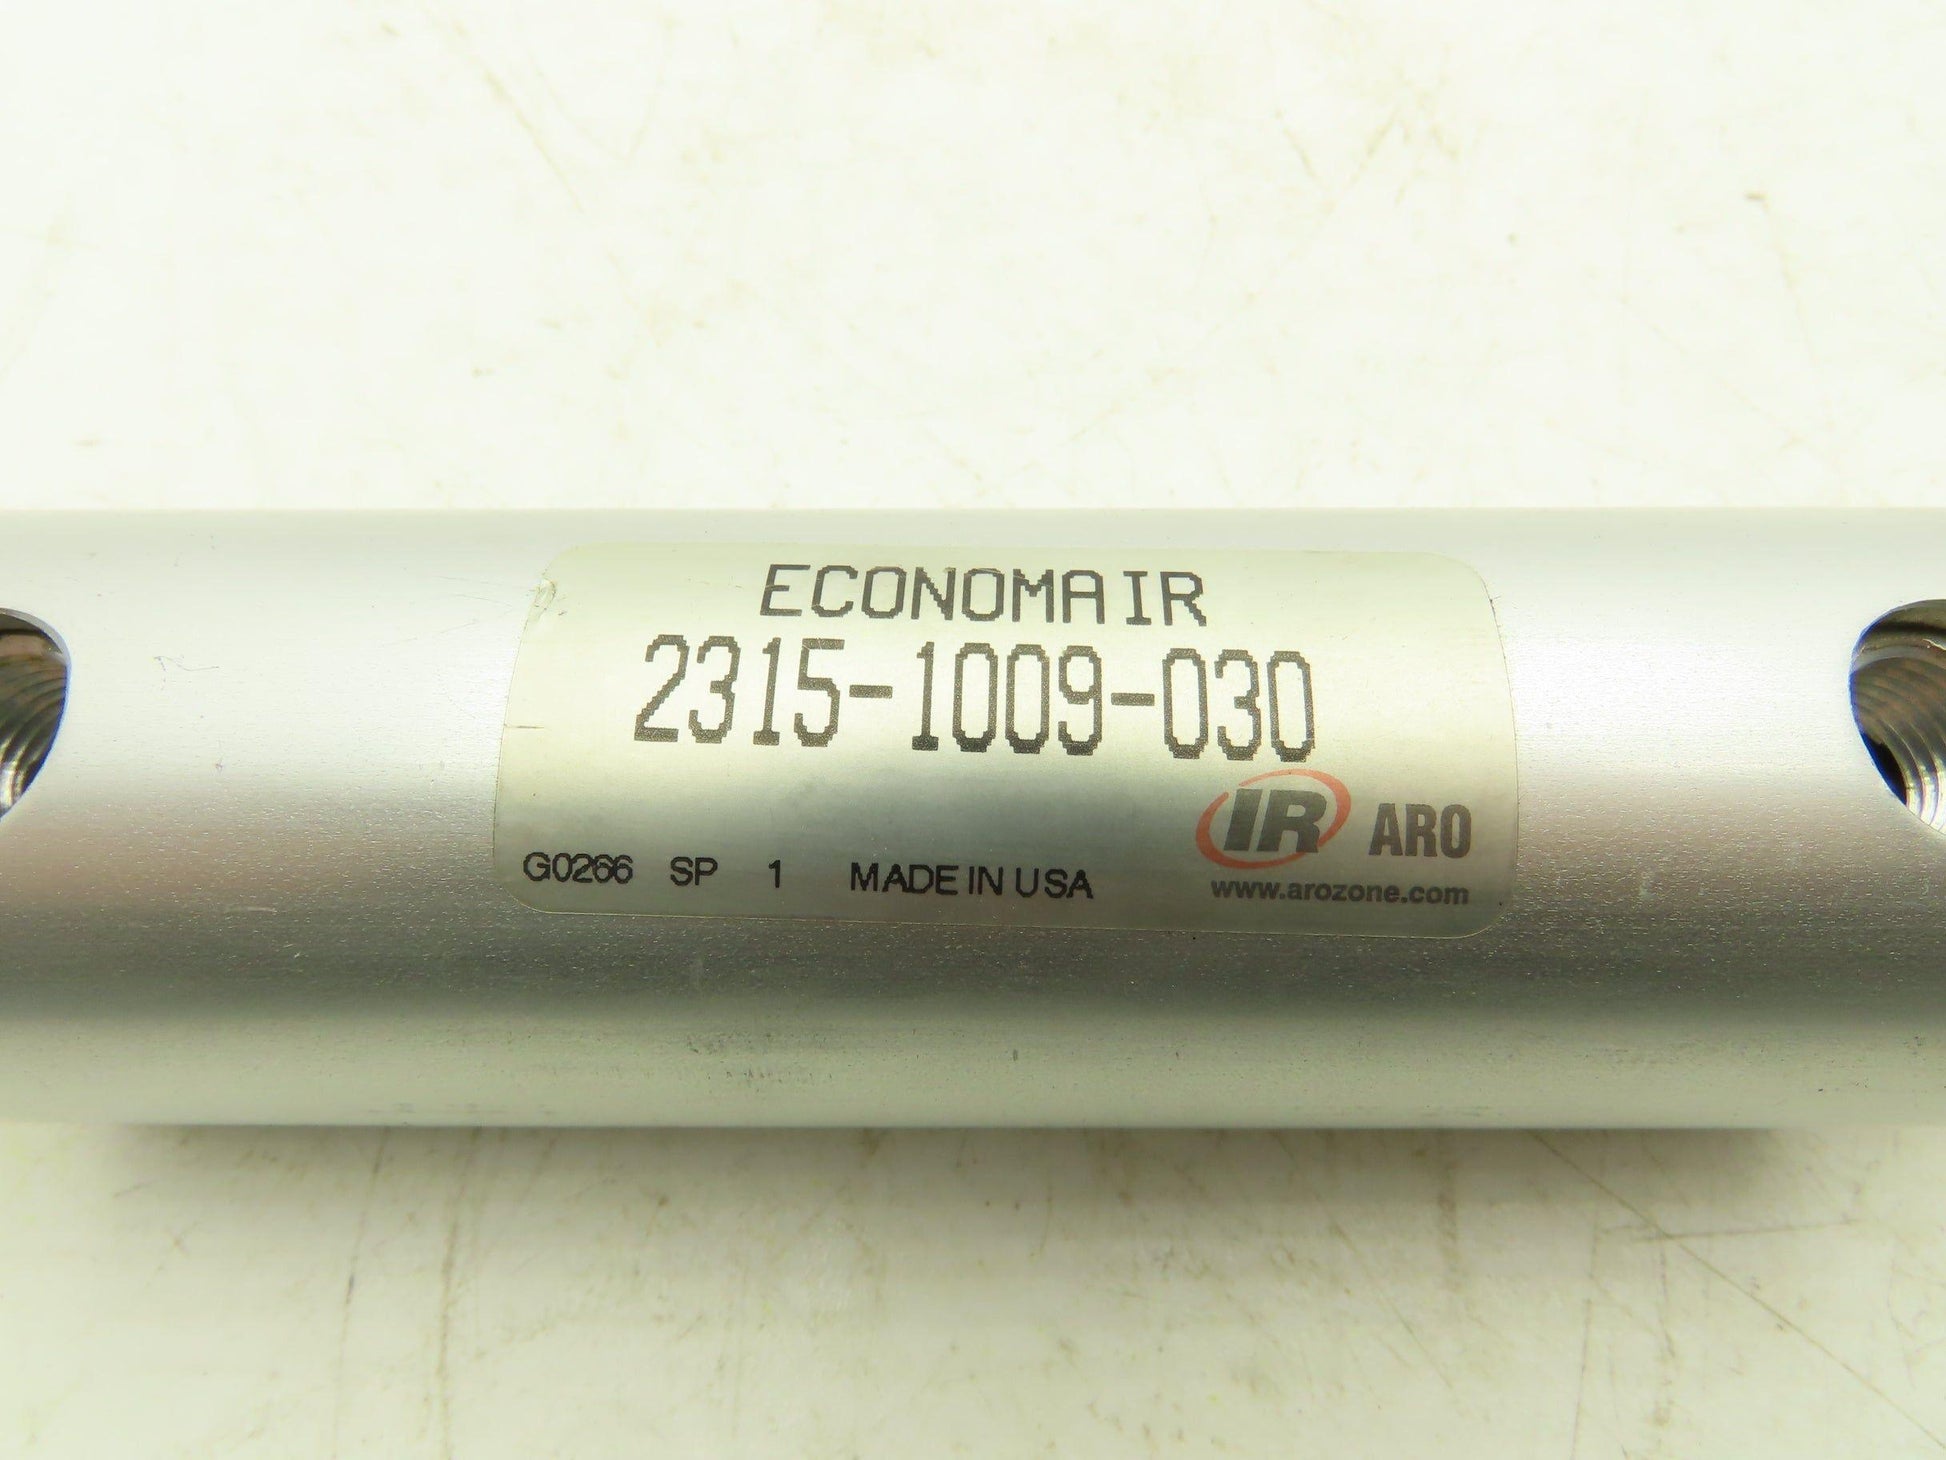 ECONOMAIR
2315-1009-030
IR ARO
G0266 SP 1 MADE IN USA
www.arozone.com